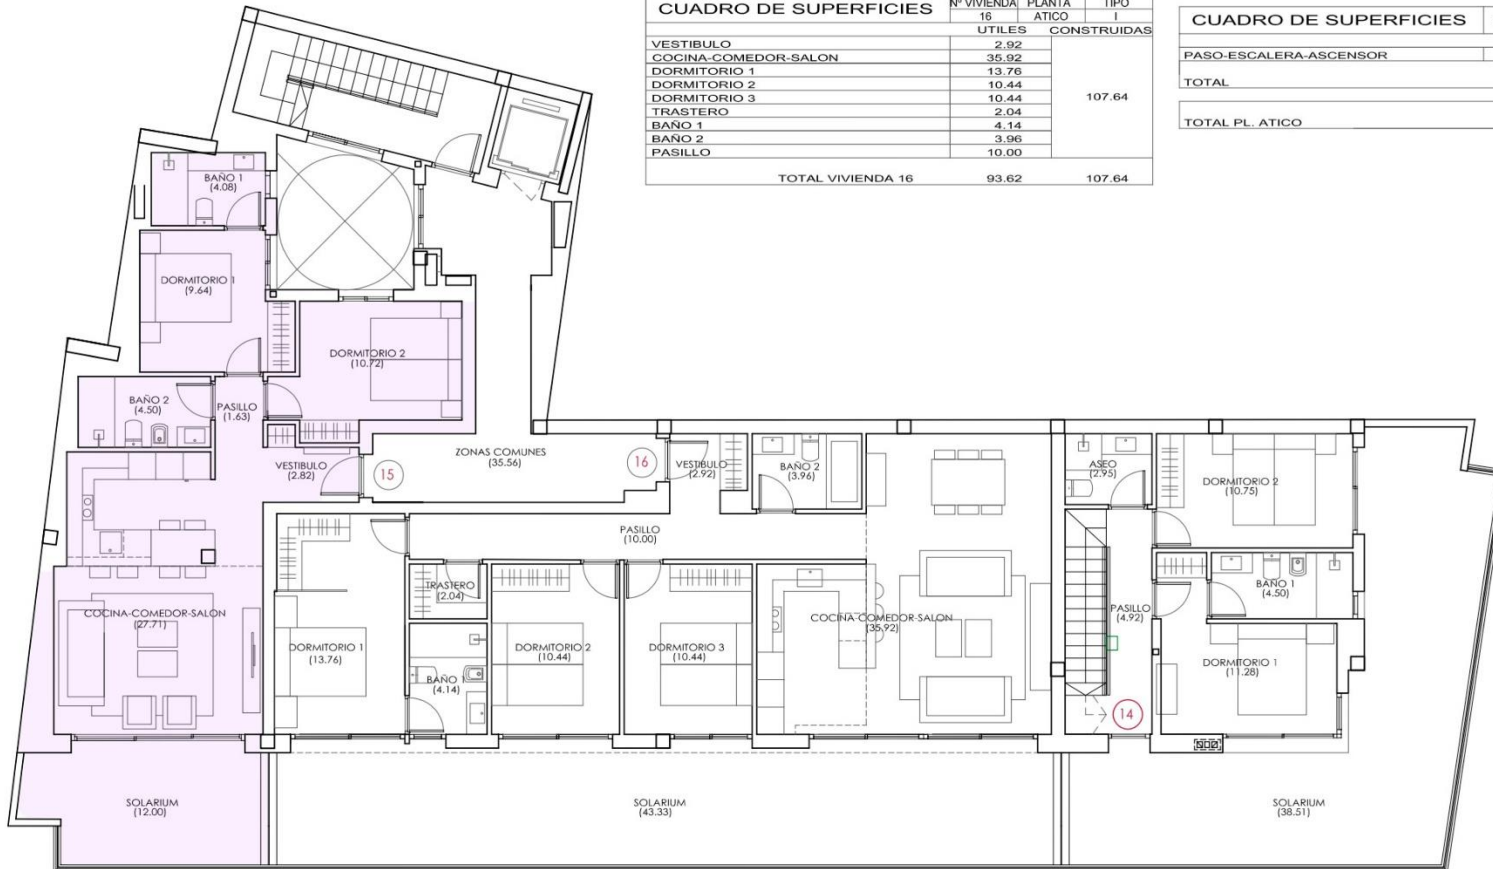 CUADRO DE SUPERFICIES
Nº VIVIENDA PLANTA TIPO
16 ATICO I
UTILES CONSTRUIDAS
VESTIBULO 2.92
COCINA-COMEDOR-SALON 35.92
DORMITORIO 1 13.76
DORMITORIO 2 10.44
DORMITORIO 3 10.44
107.64
TRASTERO 2.04
BAÑO 1 4.14
BAÑO 2 3.96
PASILLO 10.00
TOTAL VIVIENDA 16 93.62 107.64
CUADRO DE SUPERFICIES
PASO-ESCALERA-ASCENSOR
TOTAL
TOTAL PL. ATICO
BAÑO 1
(4.08)
DORMITORIO 1
(9.64)
DORMITORIO 2
(10.72)
BAÑO 2
(4.50)
PASILLO
(1.63)
VESTIBULO
(2.82)
15
ZONAS COMUNES
(35.56)
16
VESTIBULO
(2.92)
BAÑO 2
(3.96)
ASEO
(2.95)
DORMITORIO 2
(10.75)
PASILLO
(10.00)
TRASTERO
(2.04)
BAÑO 1
(4.50)
COCINA-COMEDOR-SALON
(27.71)
DORMITORIO 1
(13.76)
BAÑO 1
(4.14)
DORMITORIO 2
(10.44)
DORMITORIO 3
(10.44)
COCINA-COMEDOR-SALON
(35.92)
PASILLO
(4.92)
DORMITORIO 1
(11.28)
14
SOLARIUM
(12.00)
SOLARIUM
(43.33)
SOLARIUM
(38.51)